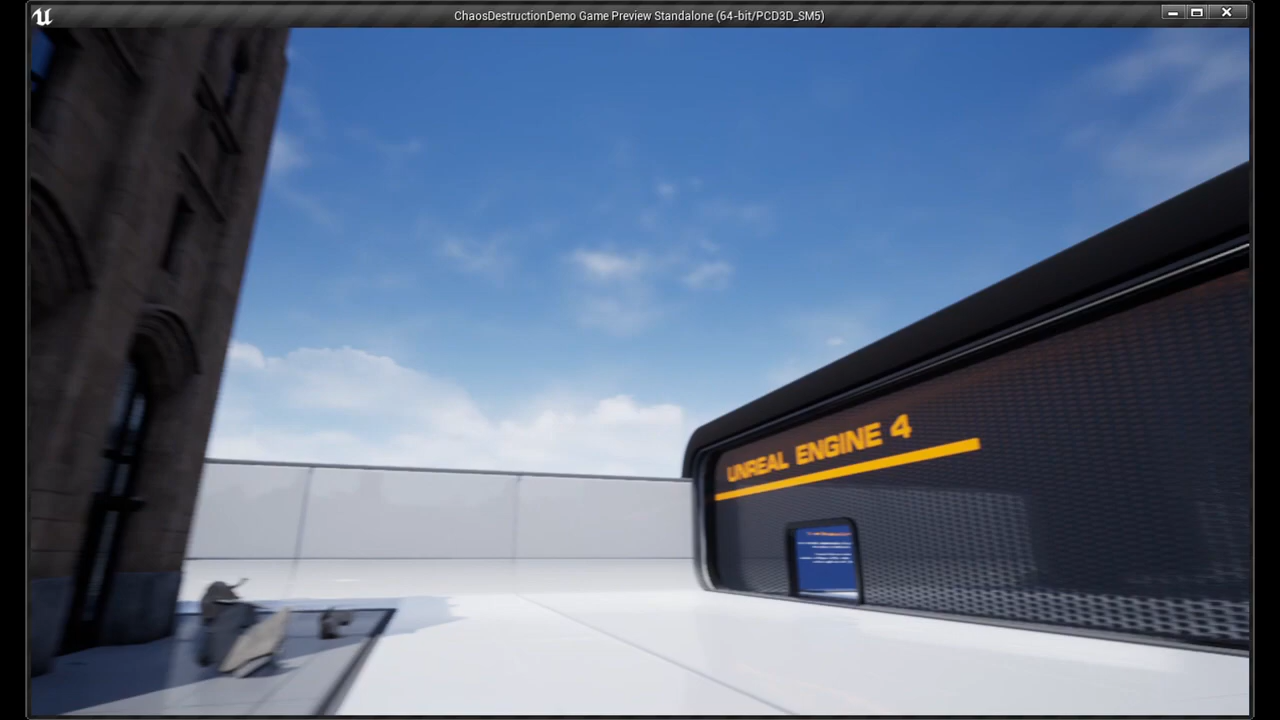 ChaosDestructionDemo Game Preview Standalone (64-bit/PCD3D_SM5)
UNREAL ENGINE 4